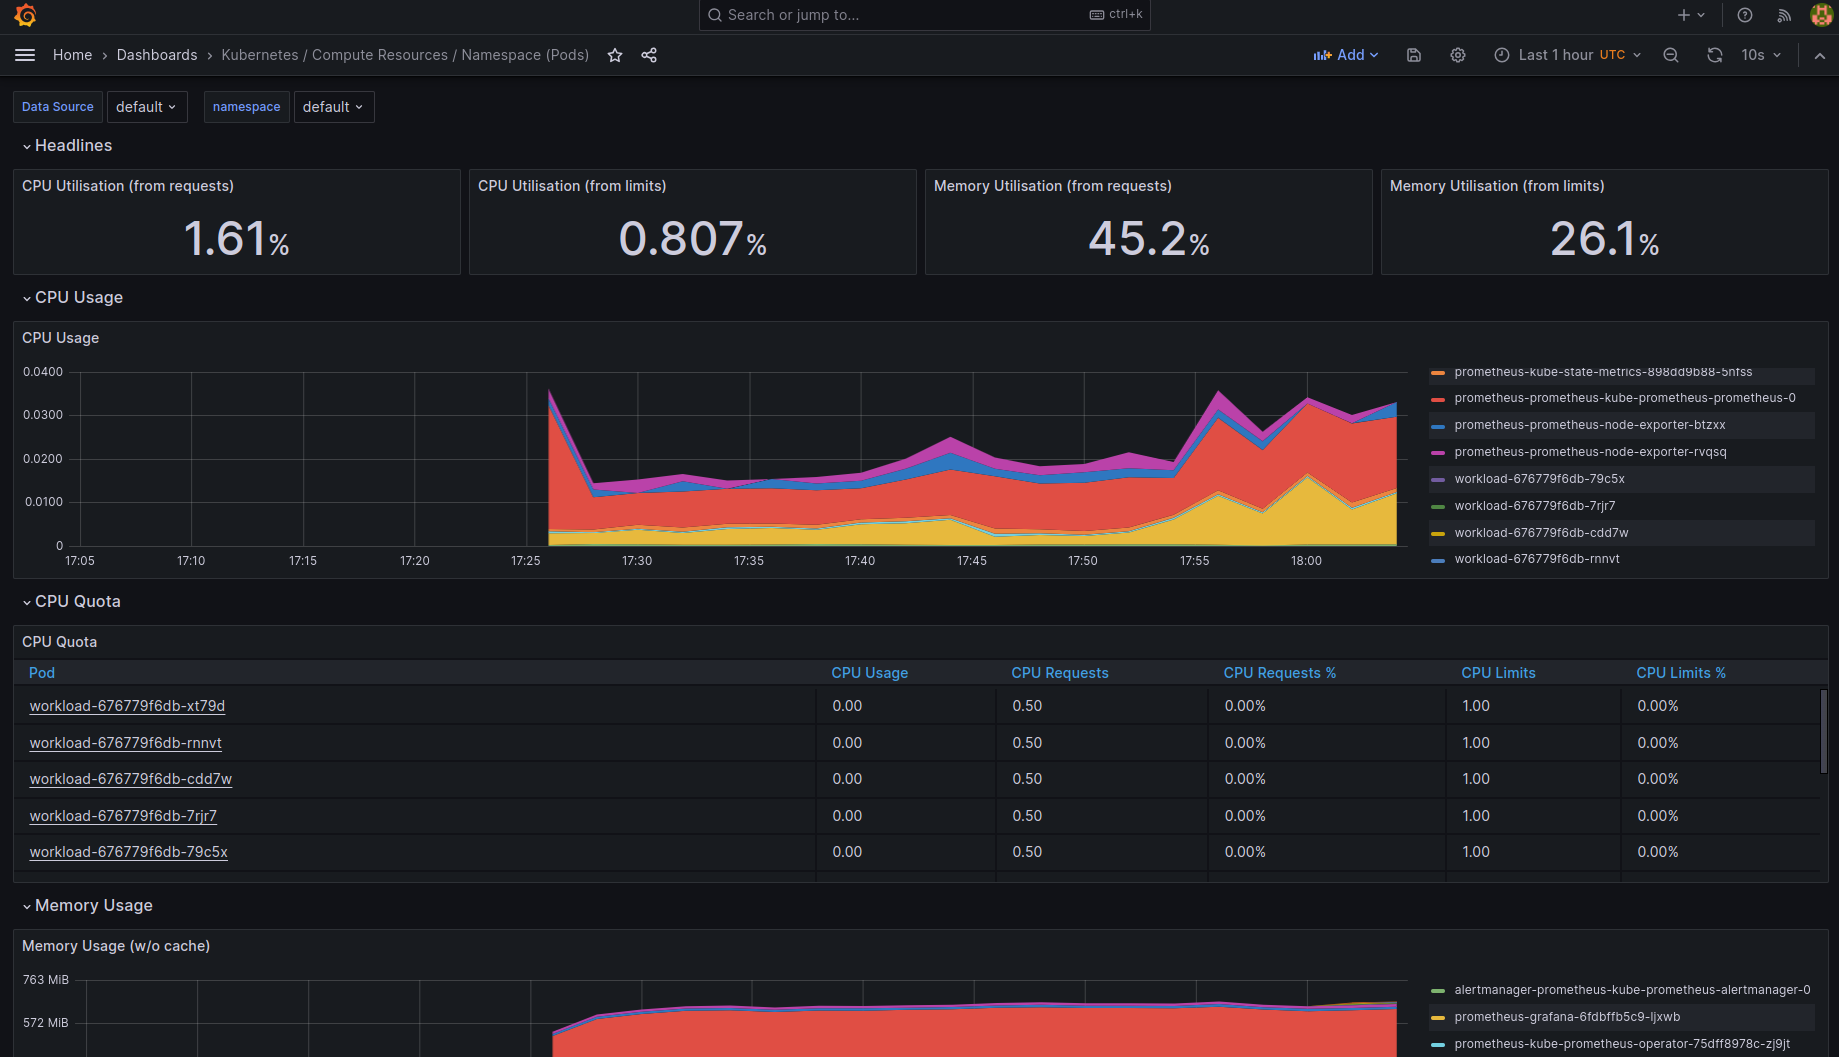 Search or jump to...
ctrl+k
Home › Dashboards › Kubernetes / Compute Resources / Namespace (Pods)
Add
Last 1 hour UTC
10s
Data Source default namespace default
Headlines
CPU Utilisation (from requests)
1.61%
CPU Utilisation (from limits)
0.807%
Memory Utilisation (from requests)
45.2%
Memory Utilisation (from limits)
26.1%
CPU Usage
CPU Usage
0.0400
0.0300
0.0200
0.0100
0
17:05 17:10 17:15 17:20 17:25 17:30 17:35 17:40 17:45 17:50 17:55 18:00
prometheus-kube-state-metrics-898dd9b88-5nfss
prometheus-prometheus-kube-prometheus-prometheus-0
prometheus-prometheus-node-exporter-btzxx
prometheus-prometheus-node-exporter-rvqsq
workload-676779f6db-79c5x
workload-676779f6db-7rjr7
workload-676779f6db-cdd7w
workload-676779f6db-rnnvt
CPU Quota
CPU Quota
Pod CPU Usage CPU Requests CPU Requests % CPU Limits CPU Limits %
workload-676779f6db-xt79d 0.00 0.50 0.00% 1.00 0.00%
workload-676779f6db-rnnvt 0.00 0.50 0.00% 1.00 0.00%
workload-676779f6db-cdd7w 0.00 0.50 0.00% 1.00 0.00%
workload-676779f6db-7rjr7 0.00 0.50 0.00% 1.00 0.00%
workload-676779f6db-79c5x 0.00 0.50 0.00% 1.00 0.00%
Memory Usage
Memory Usage (w/o cache)
763 MiB
572 MiB
alertmanager-prometheus-kube-prometheus-alertmanager-0
prometheus-grafana-6fdbffb5c9-ljxwb
prometheus-kube-prometheus-operator-75dff8978c-zj9jt